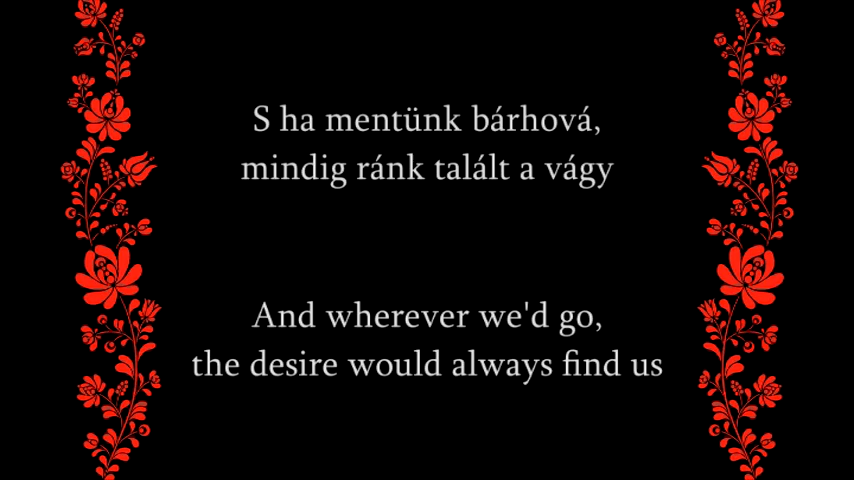 S ha mentünk bárhová,
mindig ránk talált a vágy
And wherever we'd go,
the desire would always find us